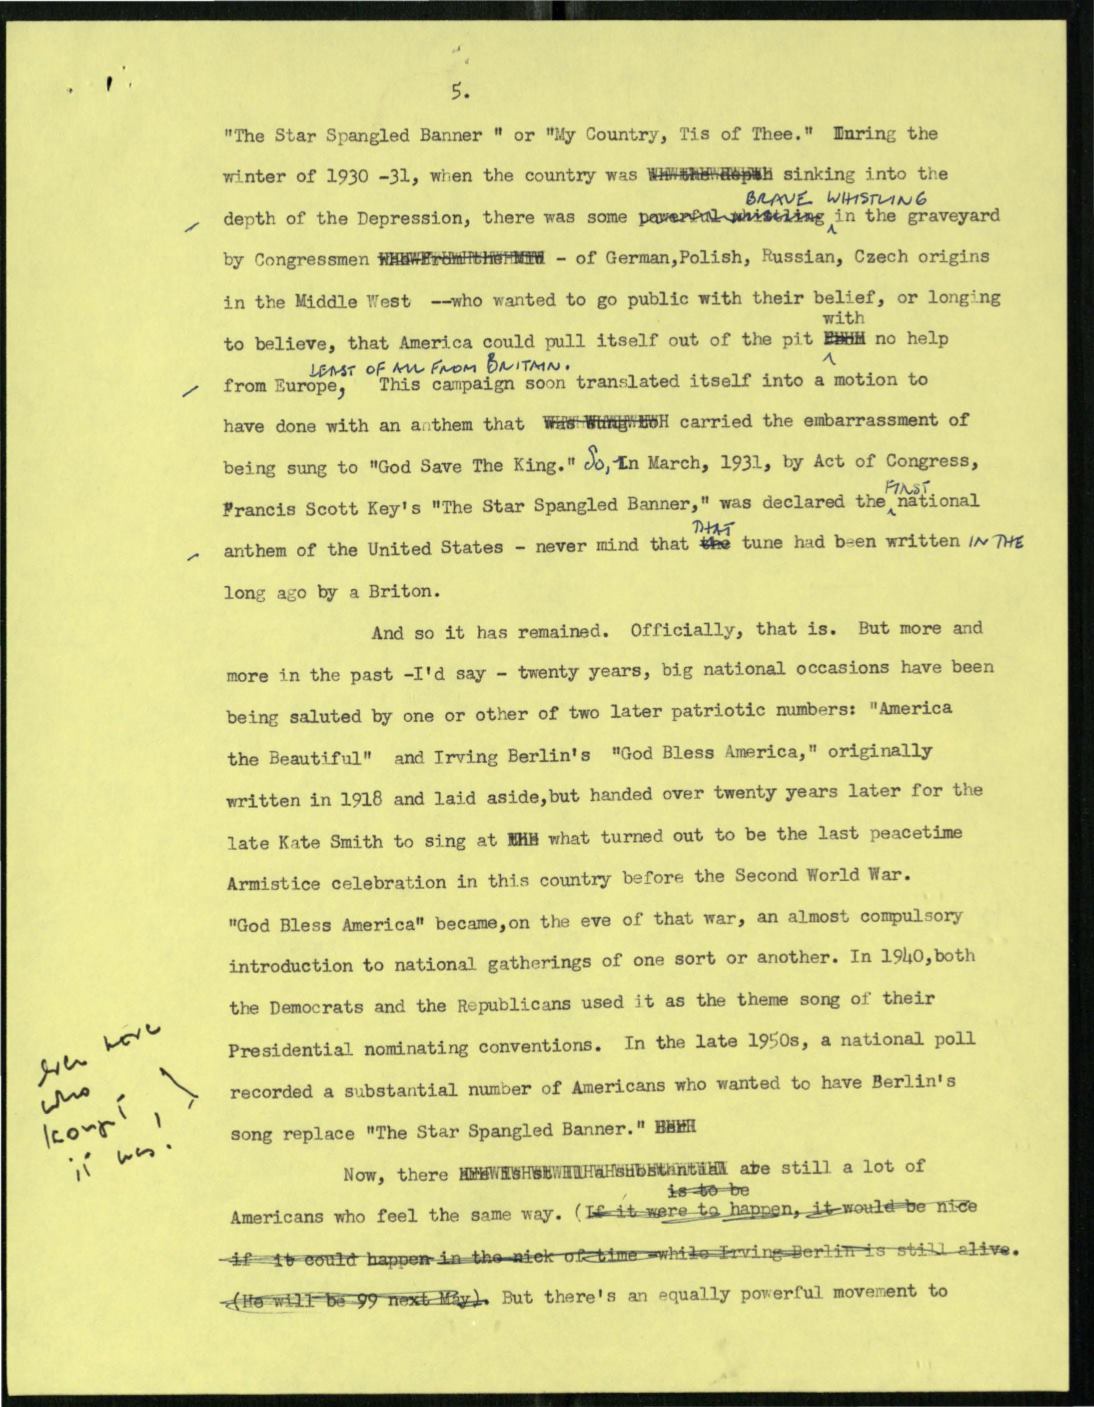 5.
"The Star Spangled Banner " or "My Country, Tis of Thee." During the
winter of 1930 -31, when the country was sinking into the
BRAVE WHISTLING
depth of the Depression, there was some powerful whistling in the graveyard
by Congressmen - of German,Polish, Russian, Czech origins
in the Middle West --who wanted to go public with their belief, or longing
with
to believe, that America could pull itself out of the pit no help
LEAST OF ALL FROM BRITAIN.
from Europe, This campaign soon translated itself into a motion to
have done with an anthem that carried the embarrassment of
being sung to "God Save The King." So, In March, 1931, by Act of Congress,
FIRST
Francis Scott Key's "The Star Spangled Banner," was declared the national
THAT
anthem of the United States - never mind that the tune had been written IN THE
long ago by a Briton.
And so it has remained. Officially, that is. But more and
more in the past -I'd say - twenty years, big national occasions have been
being saluted by one or other of two later patriotic numbers: "America
the Beautiful" and Irving Berlin's "God Bless America," originally
written in 1918 and laid aside,but handed over twenty years later for the
late Kate Smith to sing at what turned out to be the last peacetime
Armistice celebration in this country before the Second World War.
"God Bless America" became,on the eve of that war, an almost compulsory
introduction to national gatherings of one sort or another. In 1940,both
the Democrats and the Republicans used it as the theme song of their
Presidential nominating conventions. In the late 1950s, a national poll
recorded a substantial number of Americans who wanted to have Berlin's
song replace "The Star Spangled Banner."
who
it was!
Now, there substantial are still a lot of
is to be
Americans who feel the same way. (If it were to happen, it would be nice
if it could happen in the nick of time -while Irving Berlin is still alive.
(He will be 99 next May). But there's an equally powerful movement to